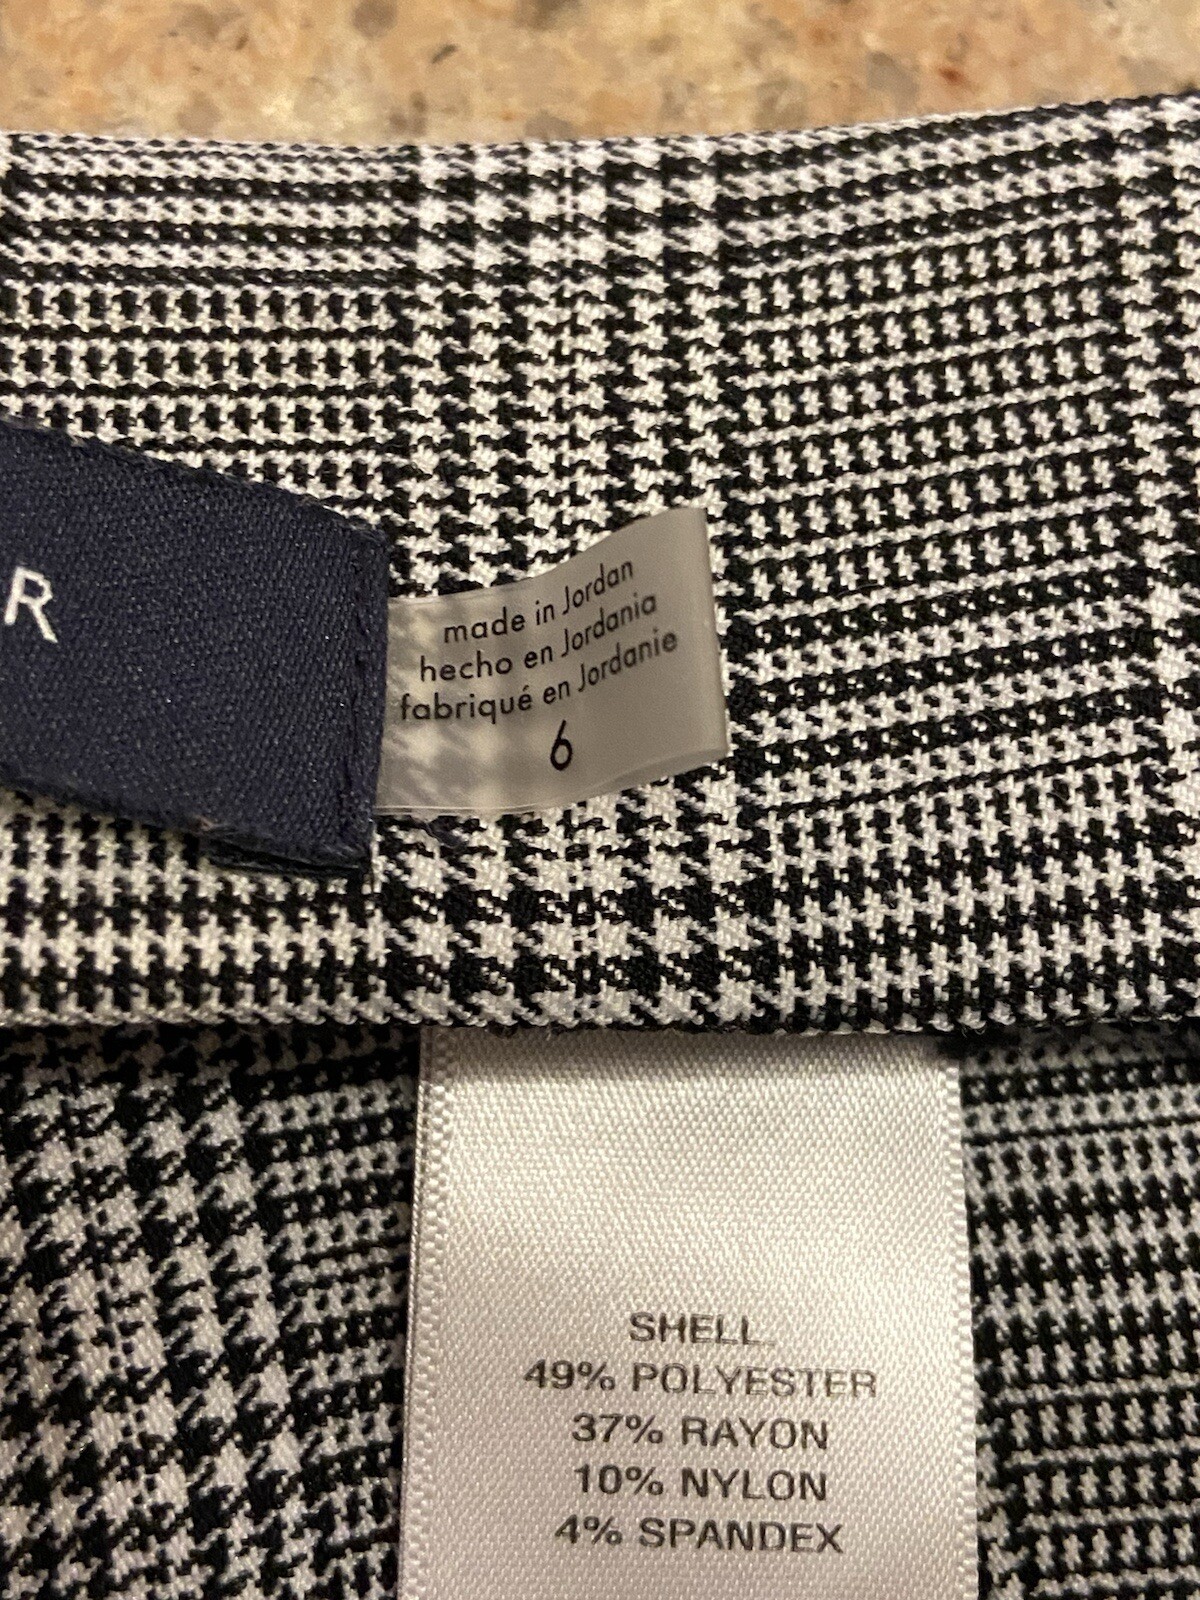 R
made in Jordan
hecho en Jordania
fabriqué en Jordanie
6
SHELL
49% POLYESTER
37% RAYON
10% NYLON
4% SPANDEX